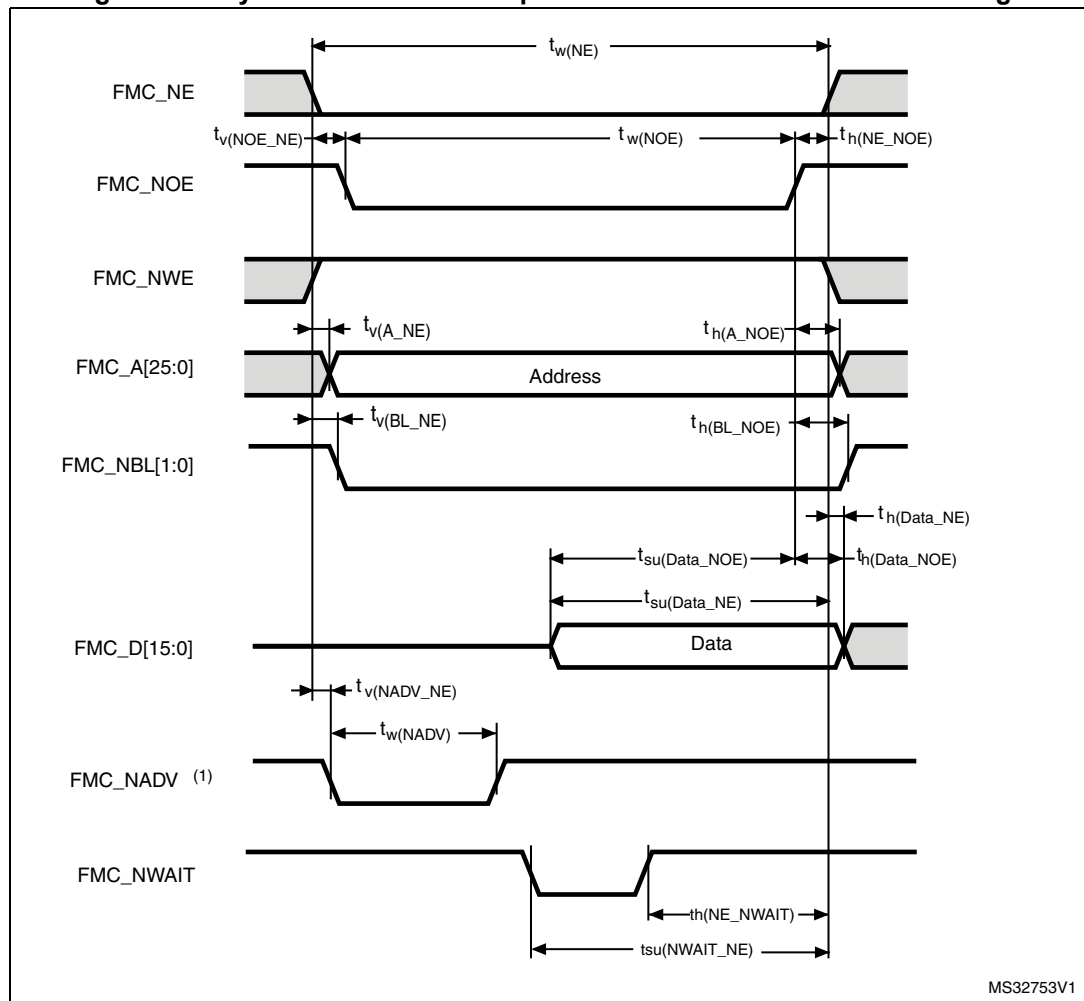 tw(NE)
FMC_NE
tv(NOE_NE)
tw(NOE)
th(NE_NOE)
FMC_NOE
FMC_NWE
tv(A_NE)
th(A_NOE)
FMC_A[25:0]
Address
tv(BL_NE)
th(BL_NOE)
FMC_NBL[1:0]
th(Data_NE)
tsu(Data_NOE)
th(Data_NOE)
tsu(Data_NE)
FMC_D[15:0]
Data
tv(NADV_NE)
tw(NADV)
FMC_NADV (1)
FMC_NWAIT
th(NE_NWAIT)
tsu(NWAIT_NE)
MS32753V1